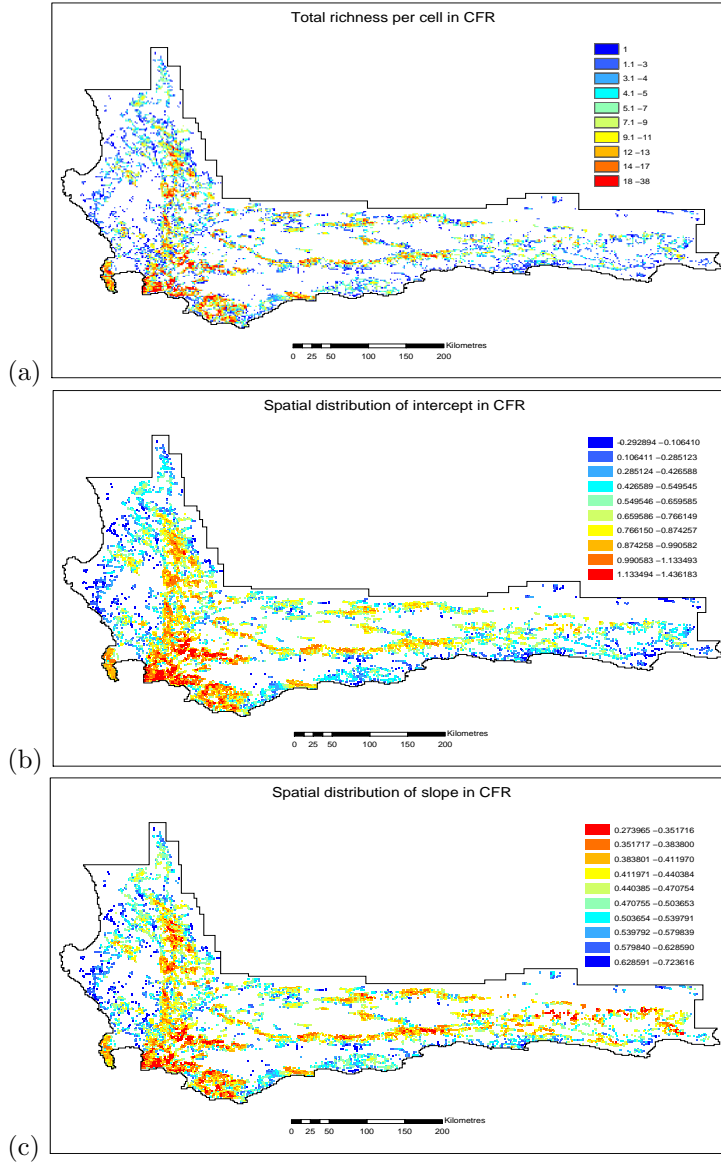 Total richness per cell in CFR
1
1.1 –3
3.1 –4
4.1 –5
5.1 –7
7.1 –9
9.1 –11
12 –13
14 –17
18 –38
Kilometres
0 25 50 100 150 200
(a)
Spatial distribution of intercept in CFR
-0.292894 –0.106410
0.106411 –0.285123
0.285124 –0.426588
0.426589 –0.549545
0.549546 –0.659585
0.659586 –0.766149
0.766150 –0.874257
0.874258 –0.990582
0.990583 –1.133493
1.133494 –1.436183
Kilometres
0 25 50 100 150 200
(b)
Spatial distribution of slope in CFR
0.273965 –0.351716
0.351717 –0.383800
0.383801 –0.411970
0.411971 –0.440384
0.440385 –0.470754
0.470755 –0.503653
0.503654 –0.539791
0.539792 –0.579839
0.579840 –0.628590
0.628591 –0.723616
Kilometres
0 25 50 100 150 200
(c)